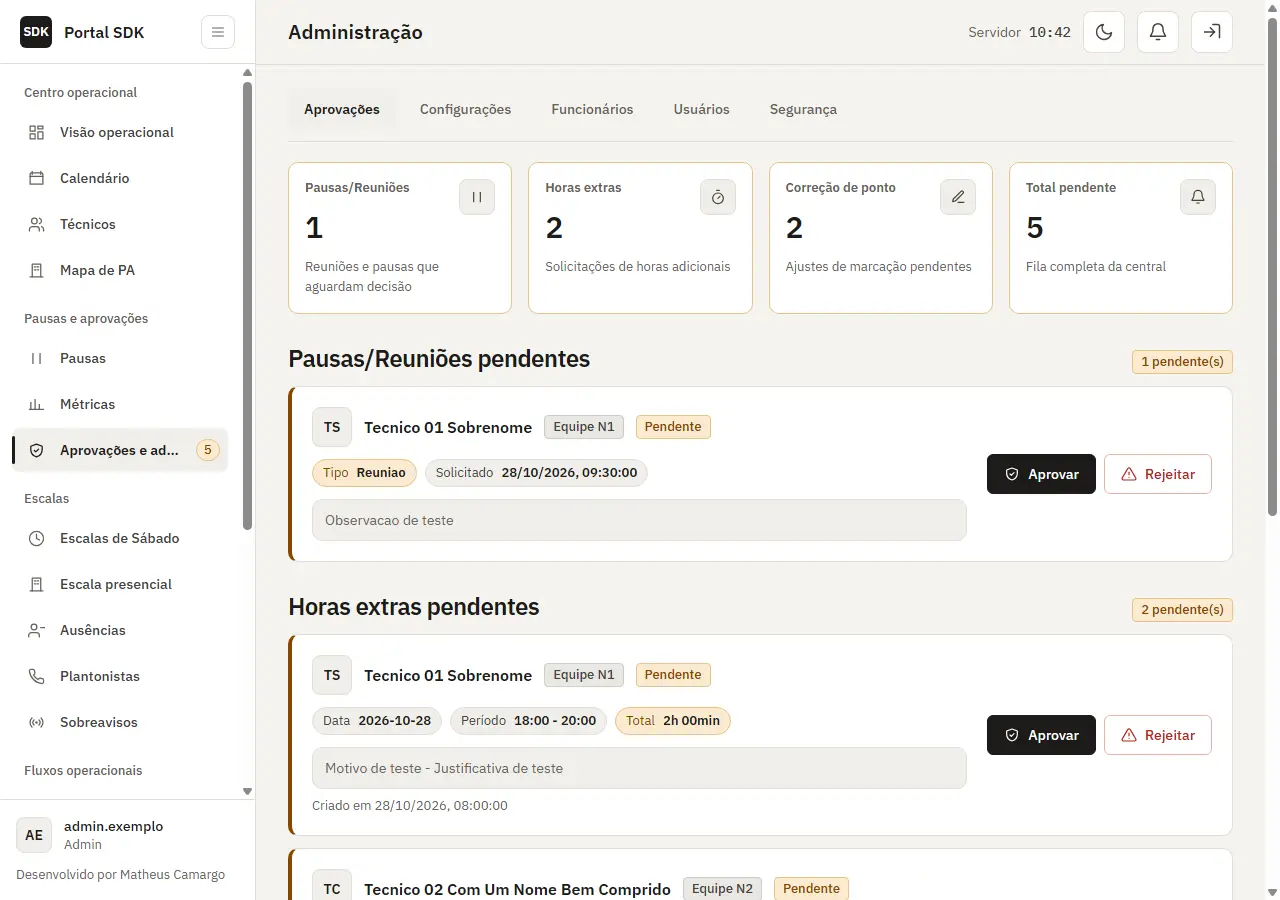 SDK Portal SDK
Centro operacional
Visão operacional
Calendário
Técnicos
Mapa de PA
Pausas e aprovações
Pausas
Métricas
Aprovações e ad... 5
Escalas
Escalas de Sábado
Escala presencial
Ausências
Plantonistas
Sobreavisos
Fluxos operacionais
AE admin.exemplo
Admin
Desenvolvido por Matheus Camargo
Administração
Servidor 10:42
Aprovações Configurações Funcionários Usuários Segurança
Pausas/Reuniões
1
Reuniões e pausas que
aguardam decisão
Horas extras
2
Solicitações de horas adicionais
Correção de ponto
2
Ajustes de marcação pendentes
Total pendente
5
Fila completa da central
Pausas/Reuniões pendentes 1 pendente(s)
TS Tecnico 01 Sobrenome Equipe N1 Pendente
Tipo Reuniao Solicitado 28/10/2026, 09:30:00
Observacao de teste
Aprovar Rejeitar
Horas extras pendentes 2 pendente(s)
TS Tecnico 01 Sobrenome Equipe N1 Pendente
Data 2026-10-28 Período 18:00 - 20:00 Total 2h 00min
Motivo de teste - Justificativa de teste
Criado em 28/10/2026, 08:00:00
Aprovar Rejeitar
TC Tecnico 02 Com Um Nome Bem Comprido Equipe N2 Pendente